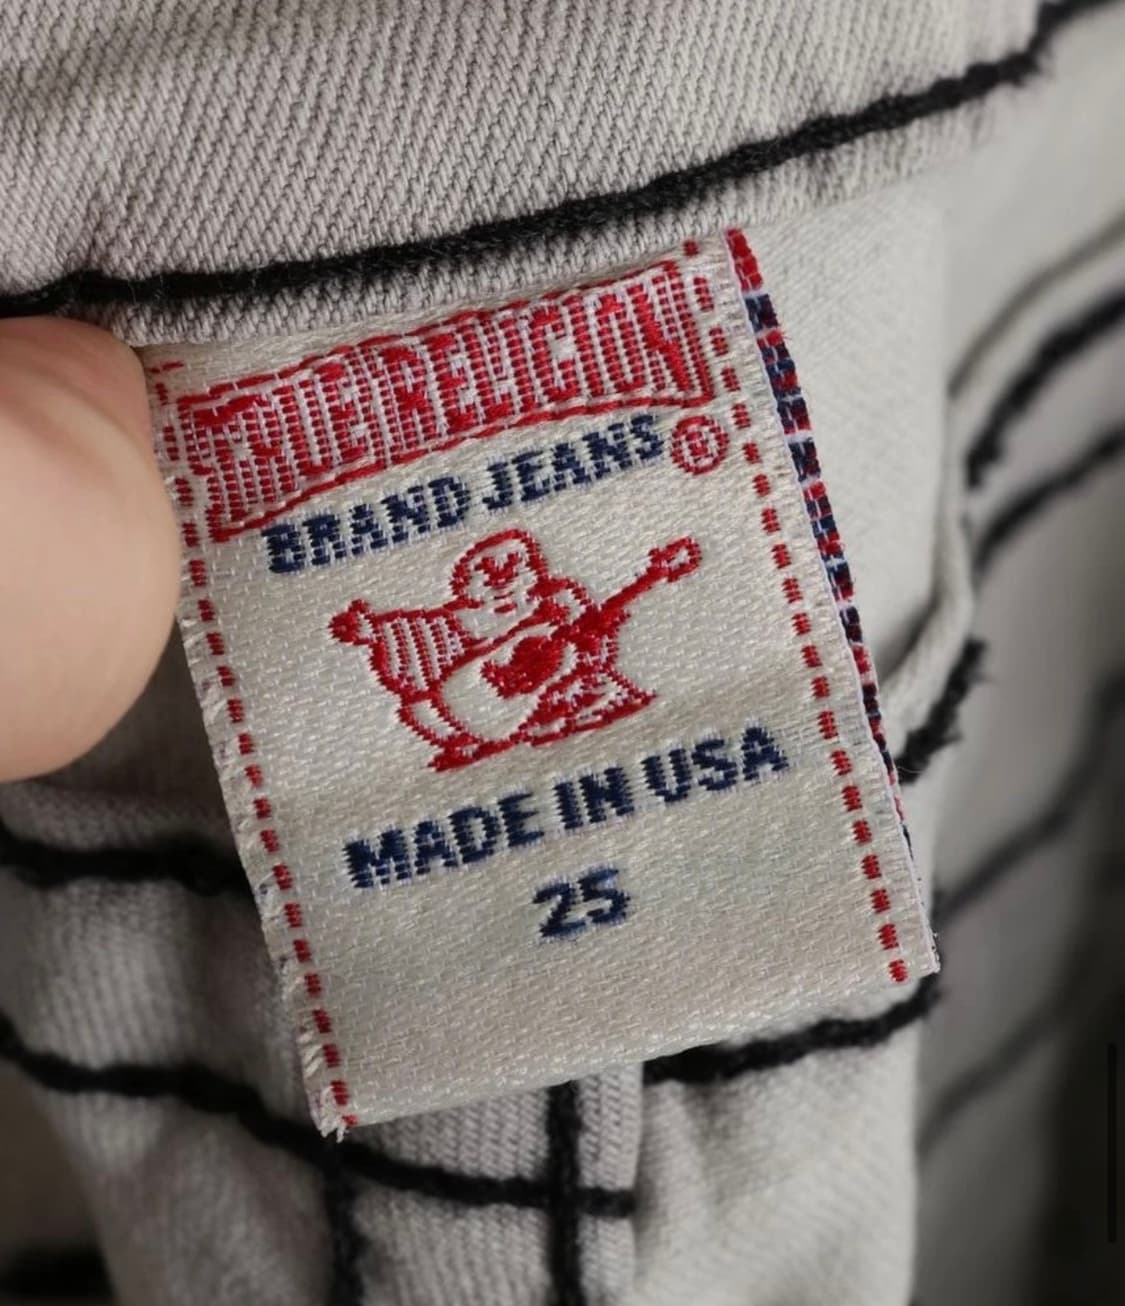 TRUE RELIGION
BRAND JEANS ®
MADE IN USA
25